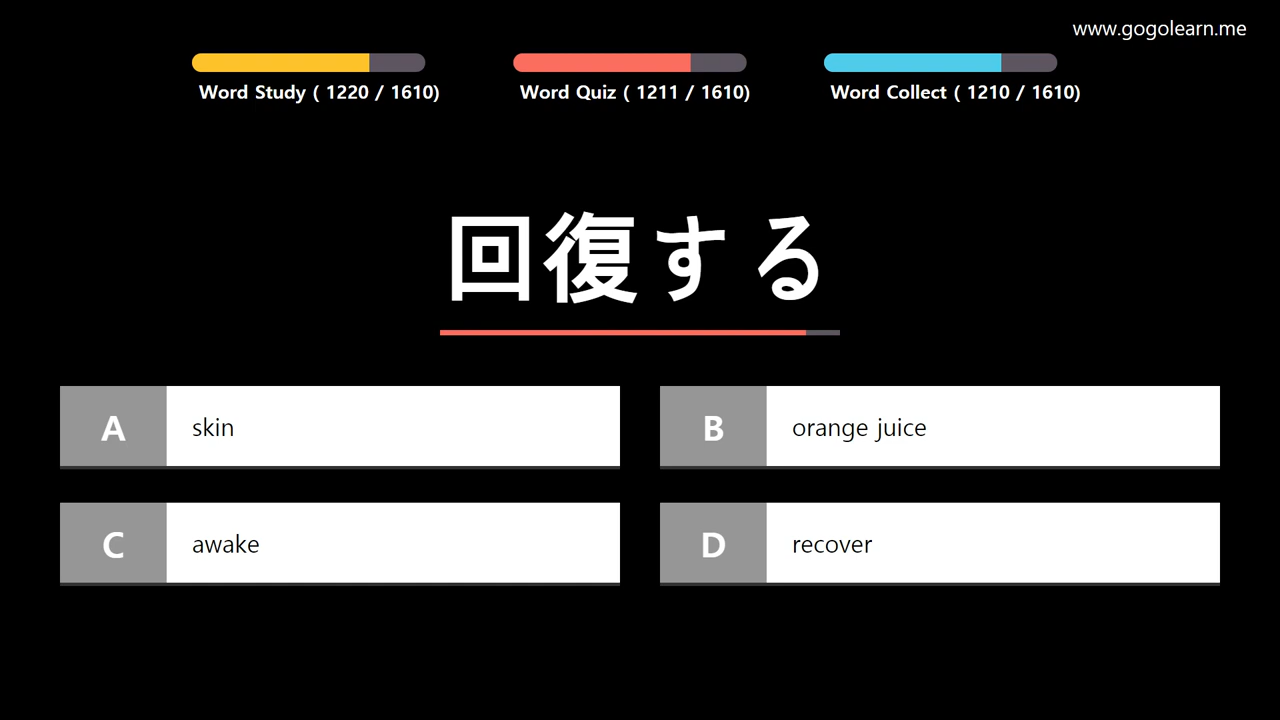 www.gogolearn.me
Word Study ( 1220 / 1610)
Word Quiz ( 1211 / 1610)
Word Collect ( 1210 / 1610)
回復する
A skin
B orange juice
C awake
D recover